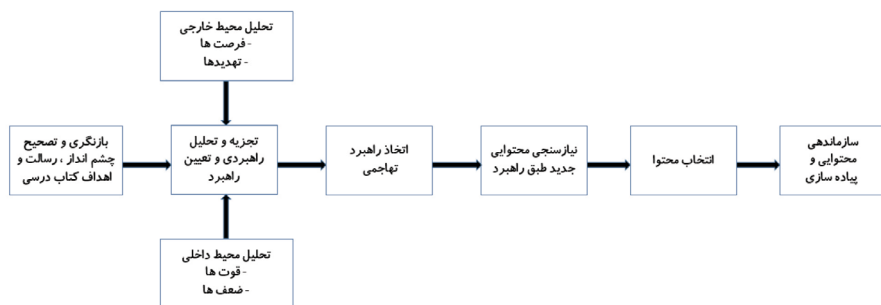 تحلیل محیط خارجی
- فرصت ها
- تهدیدها
بازنگری و تصحیح
چشم انداز ، رسالت و
اهداف کتاب درسی
تجزیه و تحلیل
راهبردی و تعیین
راهبرد
اتخاذ راهبرد
تهاجمی
نیازسنجی محتوایی
جدید طبق راهبرد
انتخاب محتوا
سازماندهی
محتوایی و
پیاده سازی
تحلیل محیط داخلی
- قوت ها
- ضعف ها